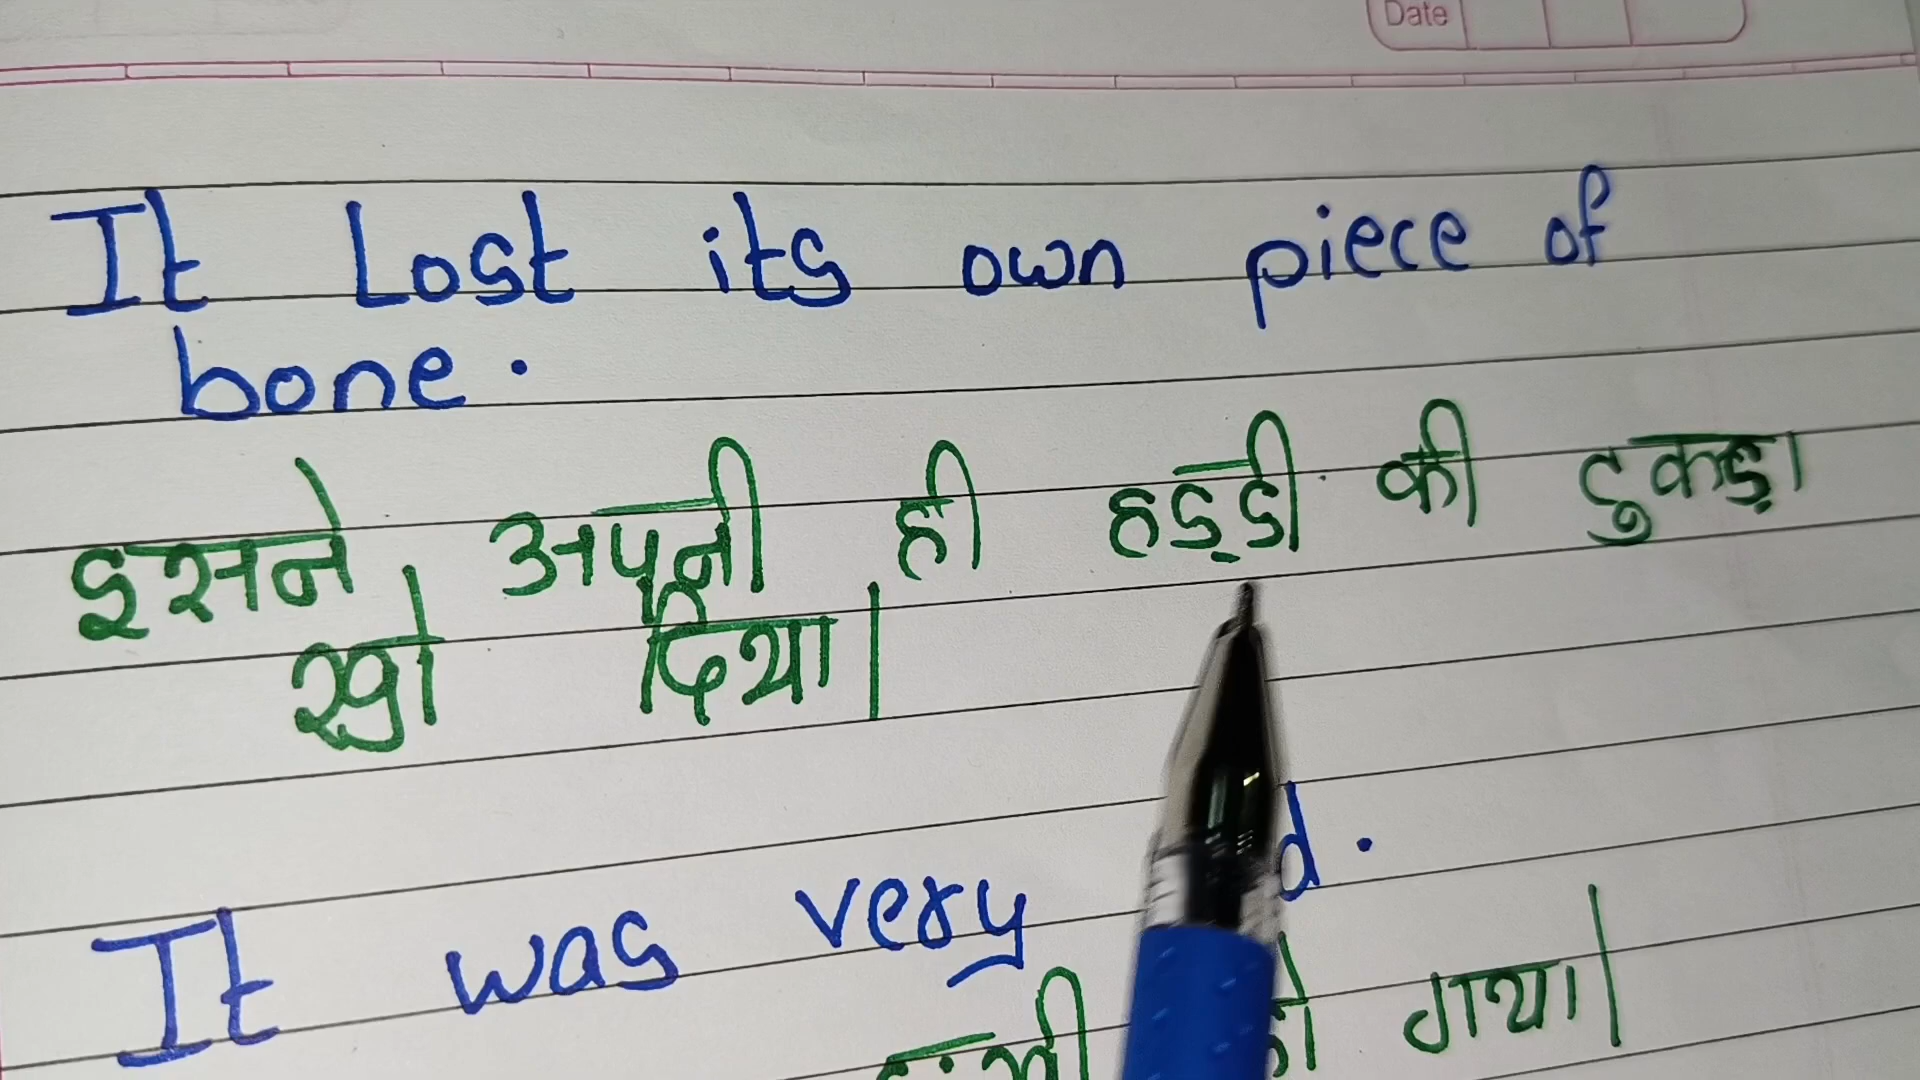 Date
It Lost its own piece of
bone.
इसने अपनी ही हड्डी की टुकड़ा
खो दिया।
It was very
गया।